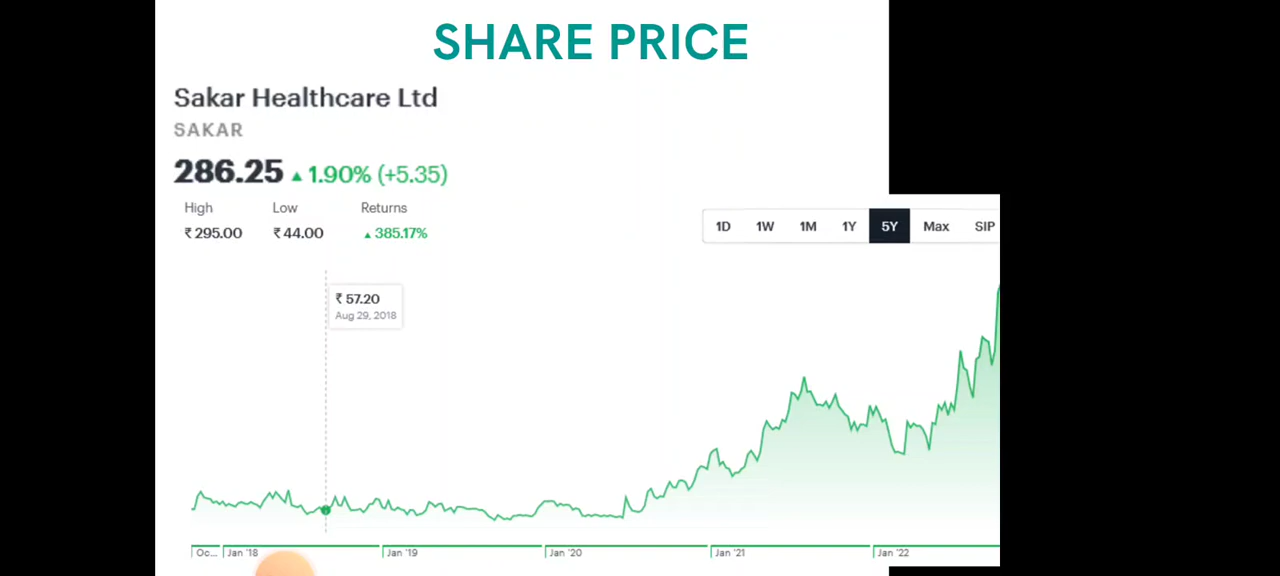 SHARE PRICE
Sakar Healthcare Ltd
SAKAR
286.25 ▲ 1.90% (+5.35)
High Low Returns
₹ 295.00 ₹ 44.00 ▲ 385.17%
1D 1W 1M 1Y 5Y Max SIP
₹ 57.20
Aug 29, 2018
Oc... Jan '18 Jan '19 Jan '20 Jan '21 Jan '22